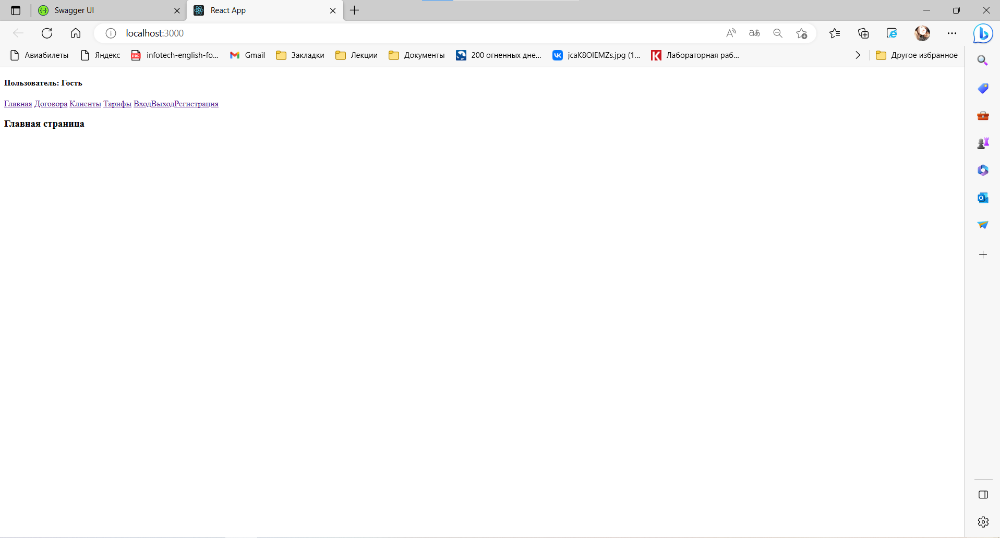 Swagger UI
React App
localhost:3000
Авиабилеты
Яндекс
infotech-english-fo...
Gmail
Закладки
Лекции
Документы
200 огненных дне...
jcaK8OIEMZs.jpg (1...
Лабораторная раб...
Другое избранное
Пользователь: Гость
Главная Договора Клиенты Тарифы ВходВыходРегистрация
Главная страница